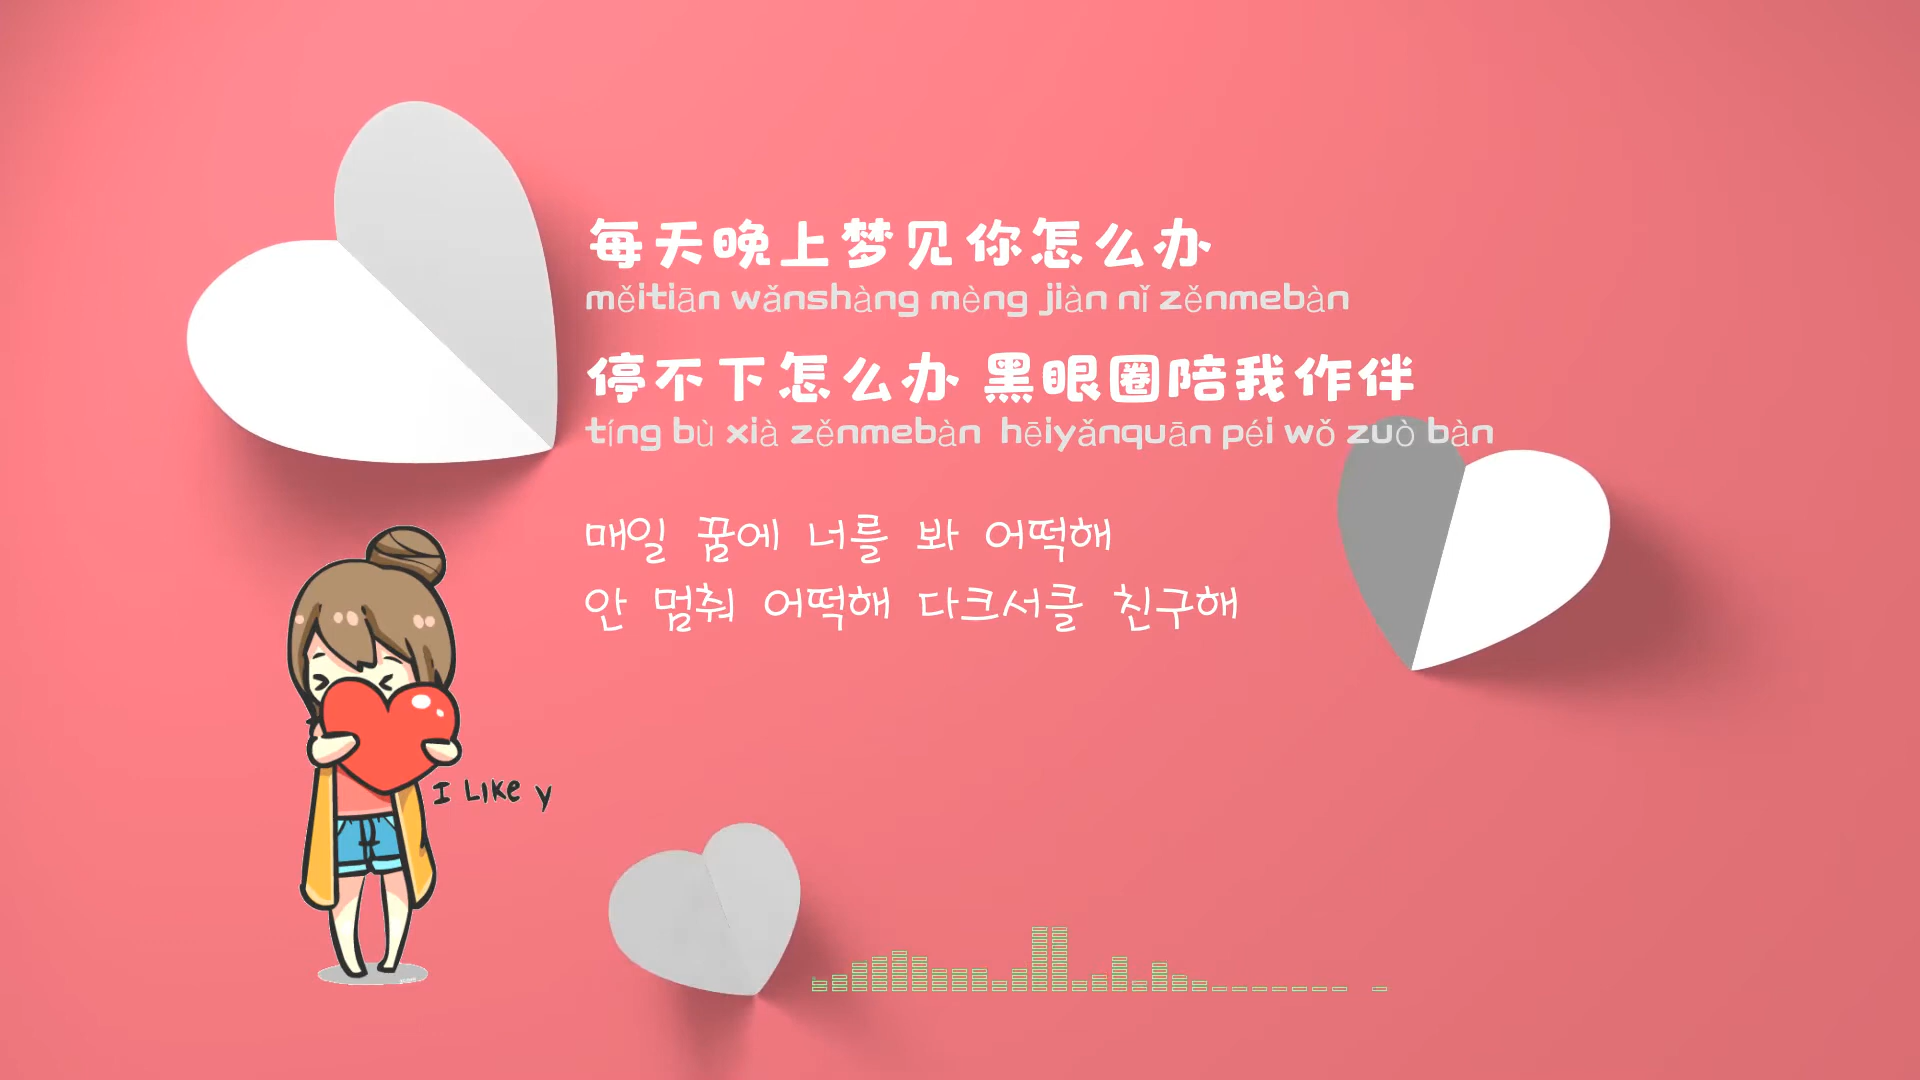 每天晚上梦见你怎么办
měitiān wǎnshàng mèng jiàn nǐ zěnmebàn
停不下怎么办 黑眼圈陪我作伴
tíng bù xià zěnmebàn hēiyǎnquān péi wǒ zuò bàn
매일 꿈에 너를 봐 어떡해
안 멈춰 어떡해 다크서클 친구해
I LIKE Y